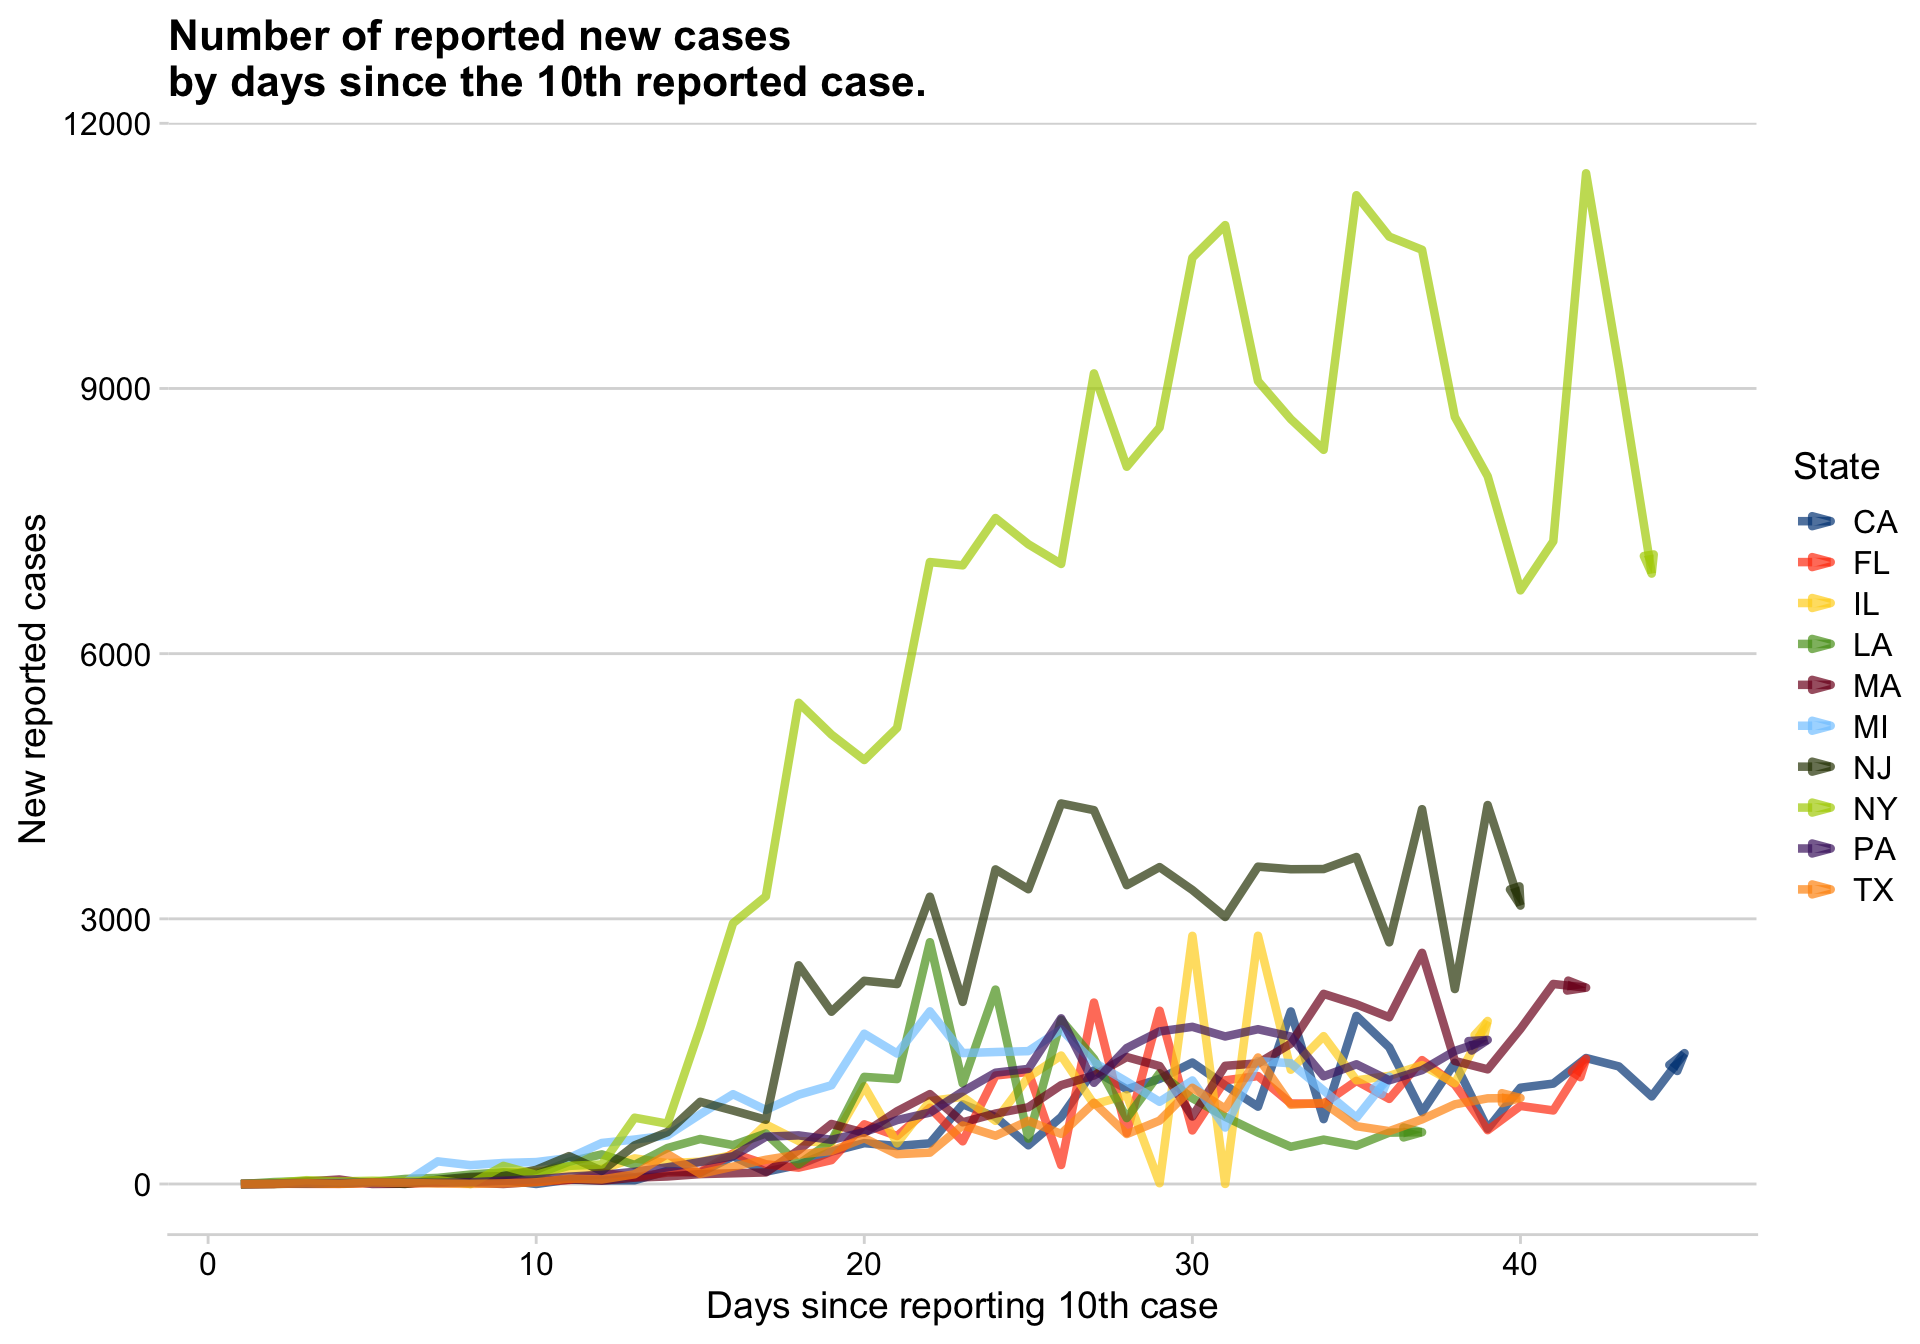 Number of reported new cases
by days since the 10th reported case.
12000
9000
6000
3000
0
New reported cases
0 10 20 30 40
Days since reporting 10th case
State
CA
FL
IL
LA
MA
MI
NJ
NY
PA
TX